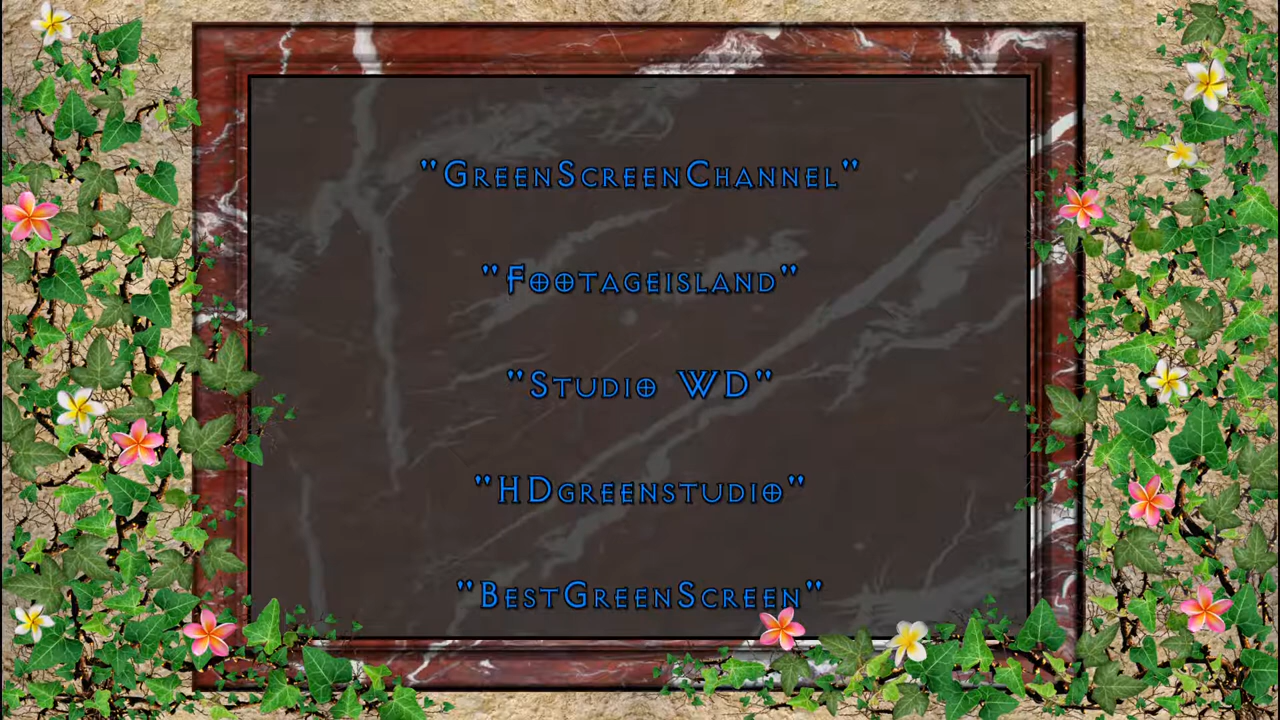 "GreenScreenChannel"
"Footageisland"
"Studio WD"
"HDgreenstudio"
"BestGreenScreen"